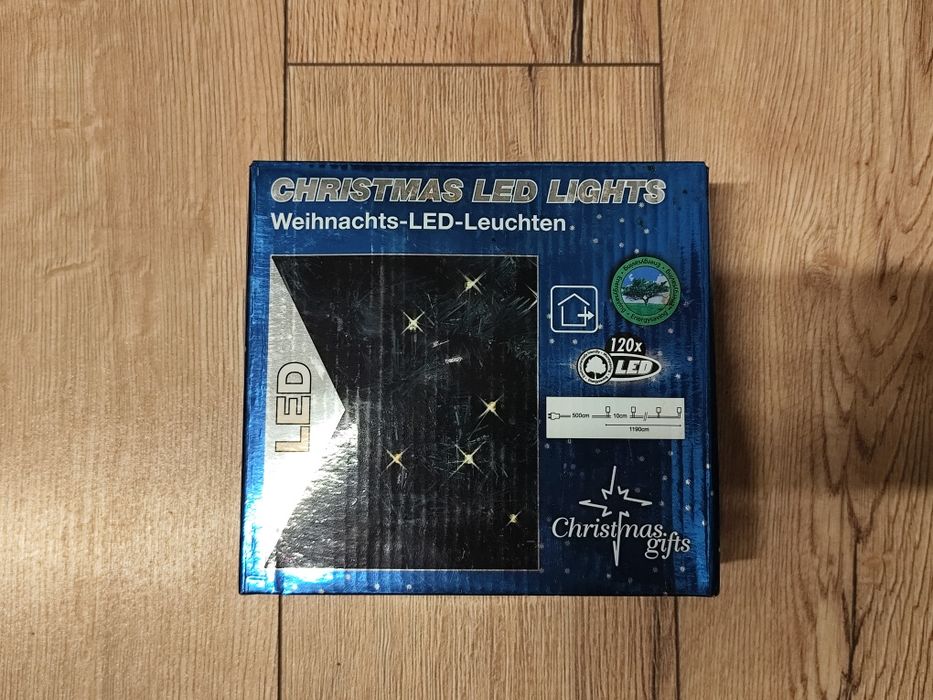 CHRISTMAS LED LIGHTS
Weihnachts-LED-Leuchten
LED
120x
LED
500cm
10cm
1190cm
Christmas
gifts